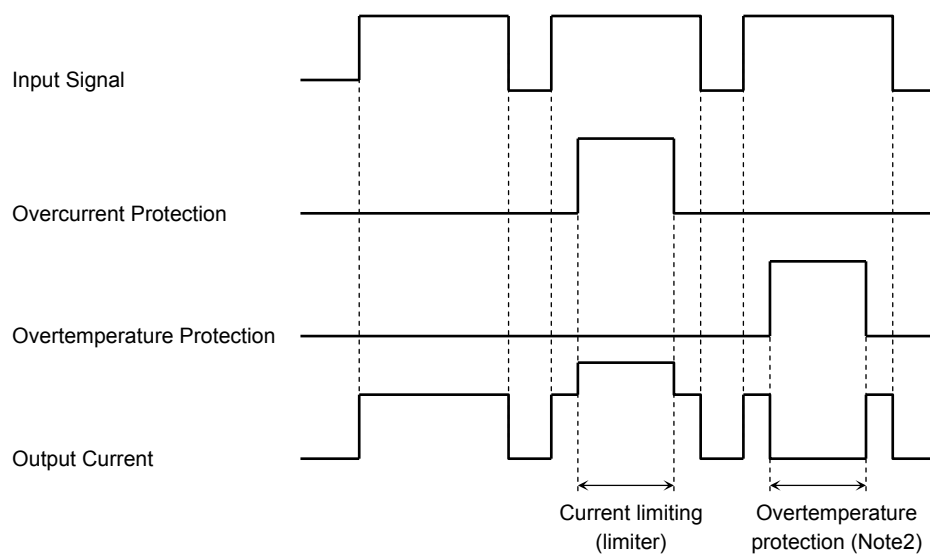 Input Signal
Overcurrent Protection
Overtemperature Protection
Output Current
Current limiting
(limiter)
Overtemperature
protection (Note2)